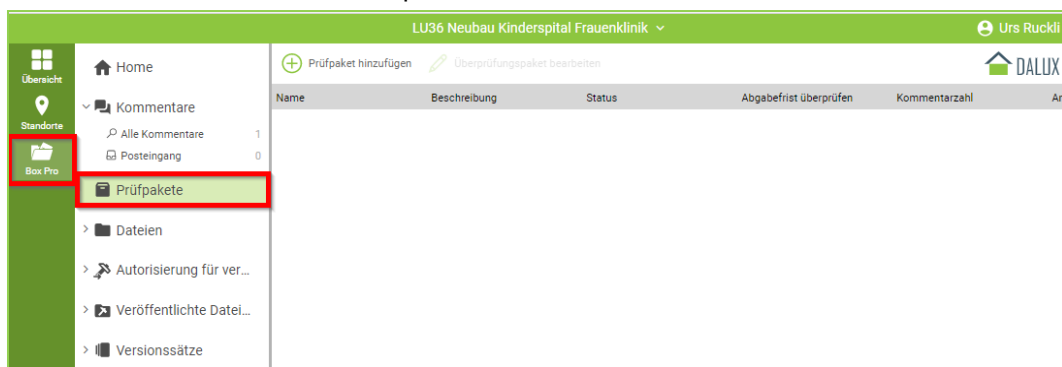 LU36 Neubau Kinderspital Frauenklinik
Urs Ruckli
Übersicht
Standorte
Box Pro
Home
Kommentare
Alle Kommentare 1
Posteingang 0
Prüfpakete
Dateien
Autorisierung für ver...
Veröffentlichte Datei...
Versionssätze
Prüfpaket hinzufügen
Überprüfungspaket bearbeiten
DALUX
Name Beschreibung Status Abgabefrist überprüfen Kommentarzahl